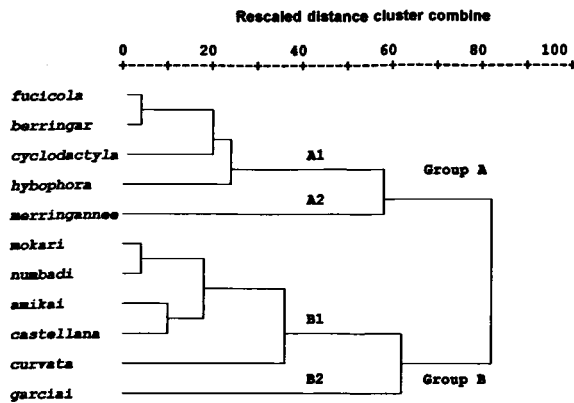 Rescaled distance cluster combine
0 20 40 60 80 100
fucicola
berringar
cyclodactyla
A1
Group A
hybophora
A2
merringannee
mokari
numbadi
amikai
B1
castellana
curvata
B2
Group B
garciai